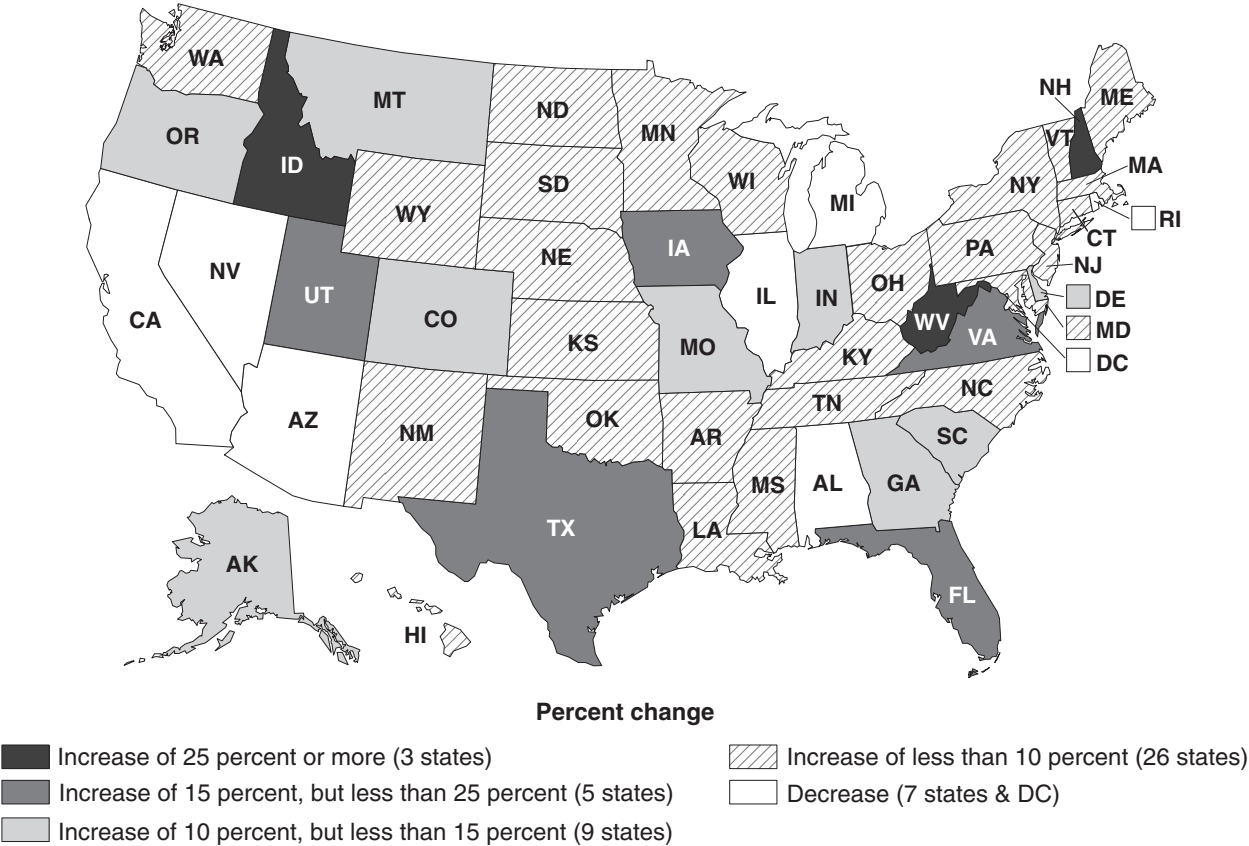 WA
MT
ND
MN
NH
ME
VT
OR
ID
SD
WI
MI
NY
MA
WY
RI
IA
NE
PA
CT
NV
UT
IL
IN
OH
NJ
CA
CO
KS
MO
WV
VA
DE
MD
KY
DC
AZ
NM
OK
TN
NC
AR
SC
MS
AL
GA
TX
LA
AK
FL
HI
Percent change
Increase of 25 percent or more (3 states)
Increase of 15 percent, but less than 25 percent (5 states)
Increase of 10 percent, but less than 15 percent (9 states)
Increase of less than 10 percent (26 states)
Decrease (7 states & DC)